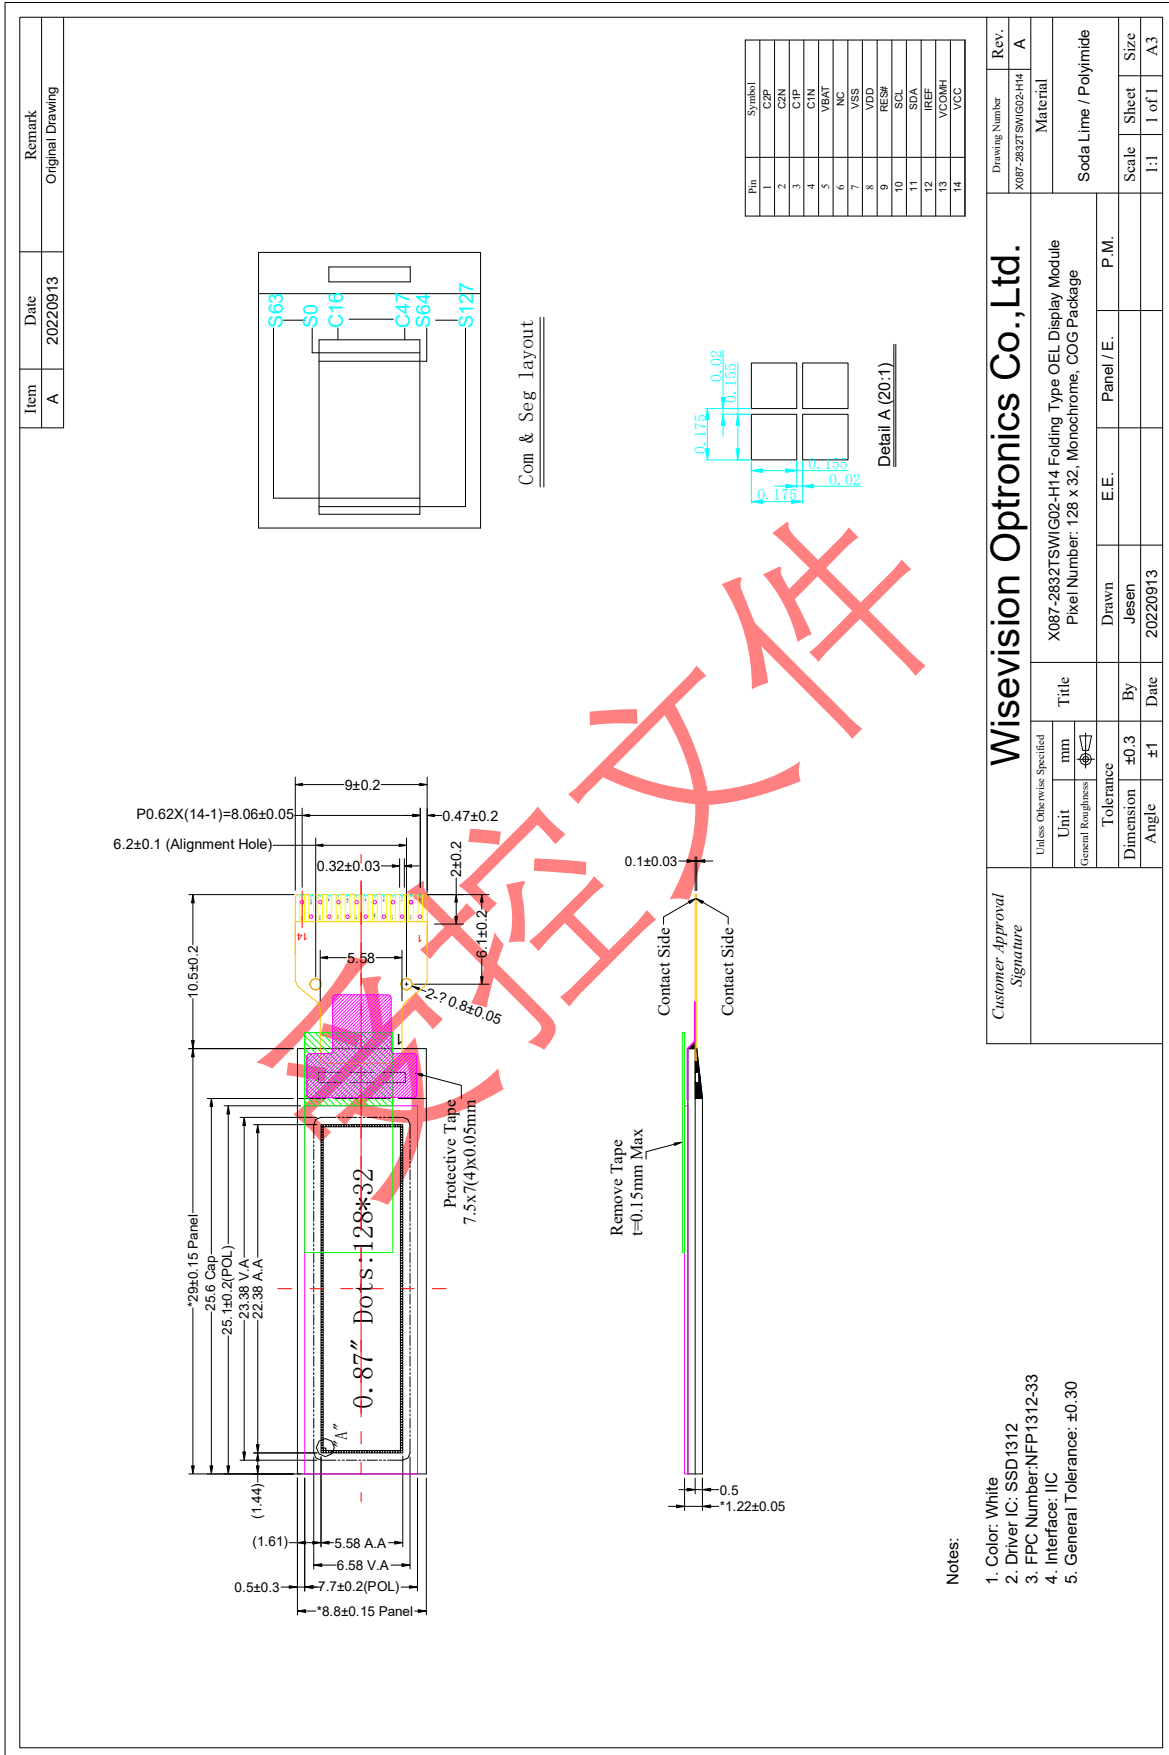 Item Date Remark
A 20220913 Original Drawing
S63
S0
C16
C47
S64
S127
Com & Seg layout
Pin Symbol
1 C2P
2 C2N
3 C1P
4 C1N
5 VBAT
6 NC
7 VSS
8 VDD
9 RES#
10 SCL
11 SDA
12 IREF
13 VCOMH
14 VCC
0.175
0.02
0.155
0.155
0.02
0.175
Detail A (20:1)
9±0.2
P0.62X(14-1)=8.06±0.05
0.47±0.2
6.2±0.1 (Alignment Hole)
0.32±0.03
2±0.2
6.1±0.2
10.5±0.2
14
1
5.58
2-? 0.8±0.05
1
Protective Tape
7.5x7(4)x0.05mm
*29±0.15 Panel
25.6 Cap
25.1±0.2(POL)
23.38 V.A
22.38 A.A
0.87″ Dots:128*32
″A″
(1.44)
(1.61)
5.58 A.A
6.58 V.A
0.5±0.3
7.7±0.2(POL)
*8.8±0.15 Panel
0.1±0.03
Contact Side
Contact Side
Remove Tape
t=0.15mm Max
0.5
*1.22±0.05
受控文件
Notes:
1. Color: White
2. Driver IC: SSD1312
3. FPC Number:NFP1312-33
4. Interface: IIC
5. General Tolerance: ±0.30
Customer Approval
Signature
Wisevision Optronics Co.,Ltd.
Drawing Number Rev.
X087-2832TSWIG02-H14 A
Unless Otherwise Specified
Unit mm
General Roughness
Tolerance
Dimension ±0.3
Angle ±1
Title
X087-2832TSWIG02-H14 Folding Type OEL Display Module
Pixel Number: 128 x 32, Monochrome, COG Package
Material
Soda Lime / Polyimide
Drawn E.E. Panel / E. P.M.
By Jesen
Date 20220913
Scale Sheet Size
1:1 1 of 1 A3